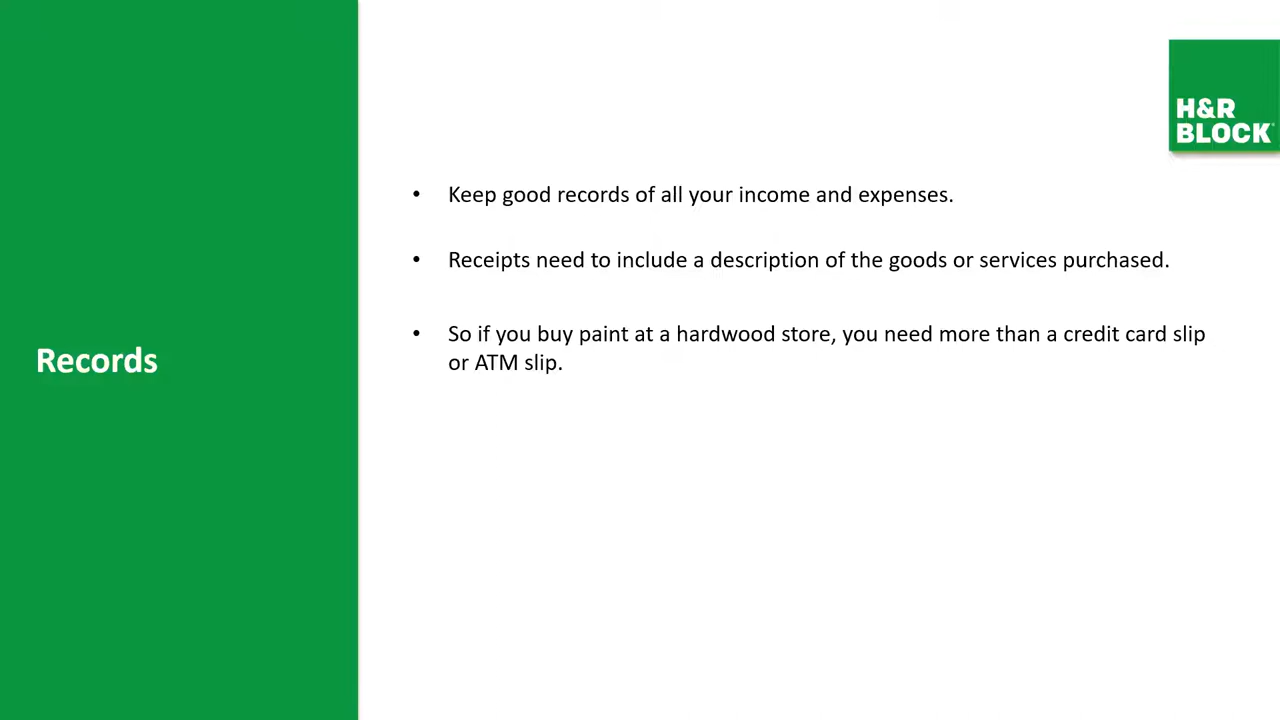 H&R
BLOCK
• Keep good records of all your income and expenses.
• Receipts need to include a description of the goods or services purchased.
• So if you buy paint at a hardwood store, you need more than a credit card slip
or ATM slip.
Records